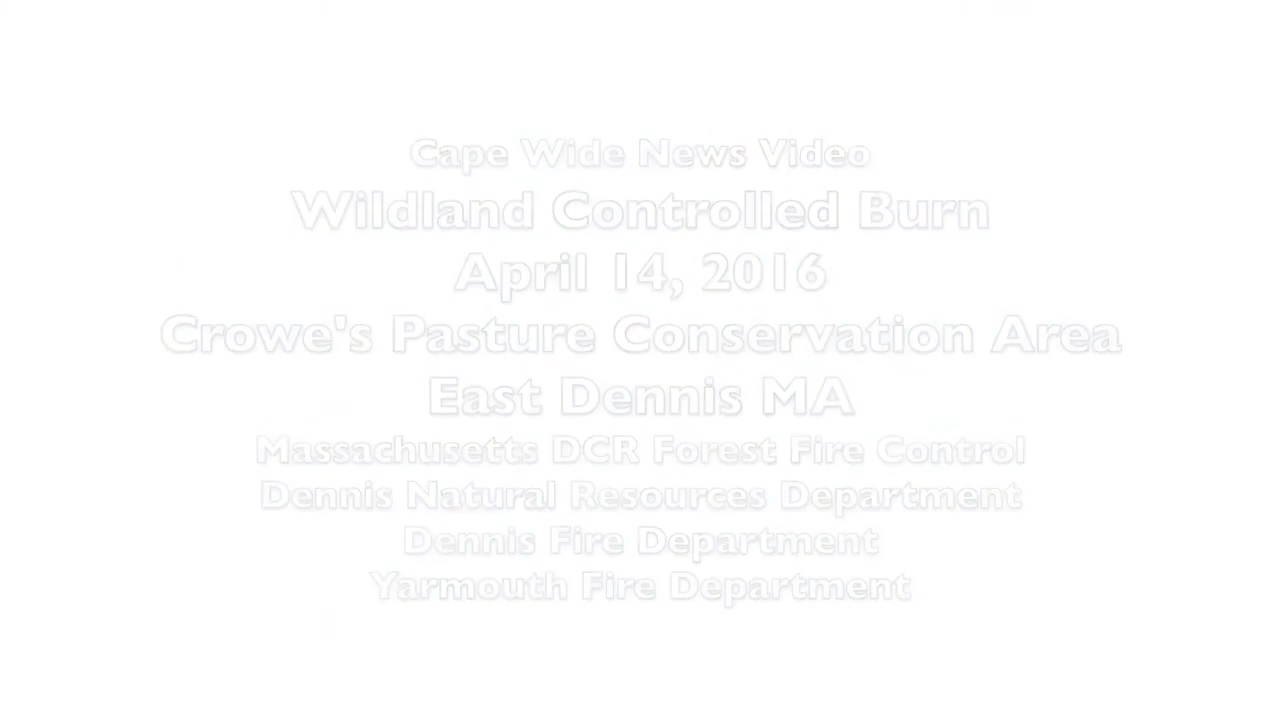 Cape Wide News Video
Wildland Controlled Burn
April 14, 2016
Crowe's Pasture Conservation Area
East Dennis MA
Massachusetts DCR Forest Fire Control
Dennis Natural Resources Department
Dennis Fire Department
Yarmouth Fire Department